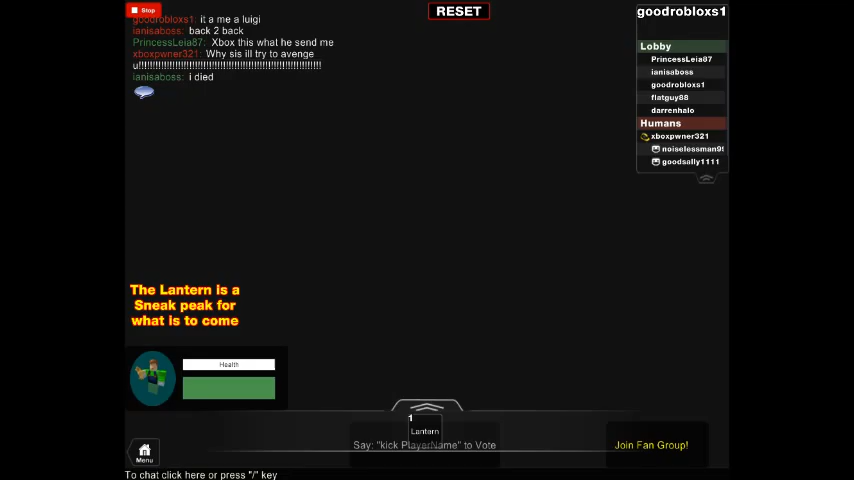 Stop
goodrobloxs1: it a me a luigi
ianisaboss: back 2 back
PrincessLeia87: Xbox this what he send me
xboxpwner321: Why sis ill try to avenge
u!!!!!!!!!!!!!!!!!!!!!!!!!!!!!!!!!!!!!!!!!!!!!!!!!!!!!!!!!!!!!
ianisaboss: i died
RESET
goodrobloxs1
Lobby
PrincessLeia87
ianisaboss
goodrobloxs1
flatguy88
darrenhalo
Humans
xboxpwner321
noiselessman95
goodsally1111
The Lantern is a
Sneak peak for
what is to come
Health
1
Lantern
Say: "kick PlayerName" to Vote
Join Fan Group!
Menu
To chat click here or press "/" key